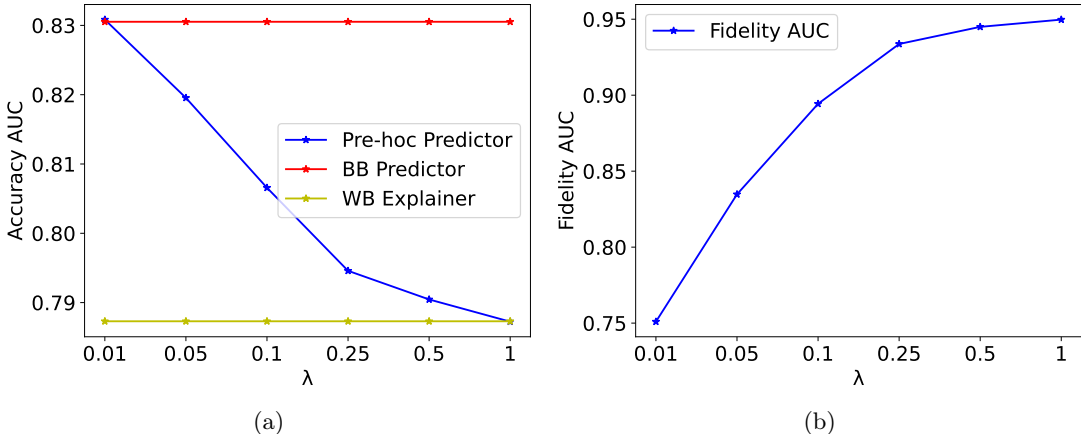 Accuracy AUC
0.83
0.82
0.81
0.80
0.79
Pre-hoc Predictor
BB Predictor
WB Explainer
0.01 0.05 0.1 0.25 0.5 1
λ
(a)
Fidelity AUC
0.95
0.90
0.85
0.80
0.75
Fidelity AUC
0.01 0.05 0.1 0.25 0.5 1
λ
(b)